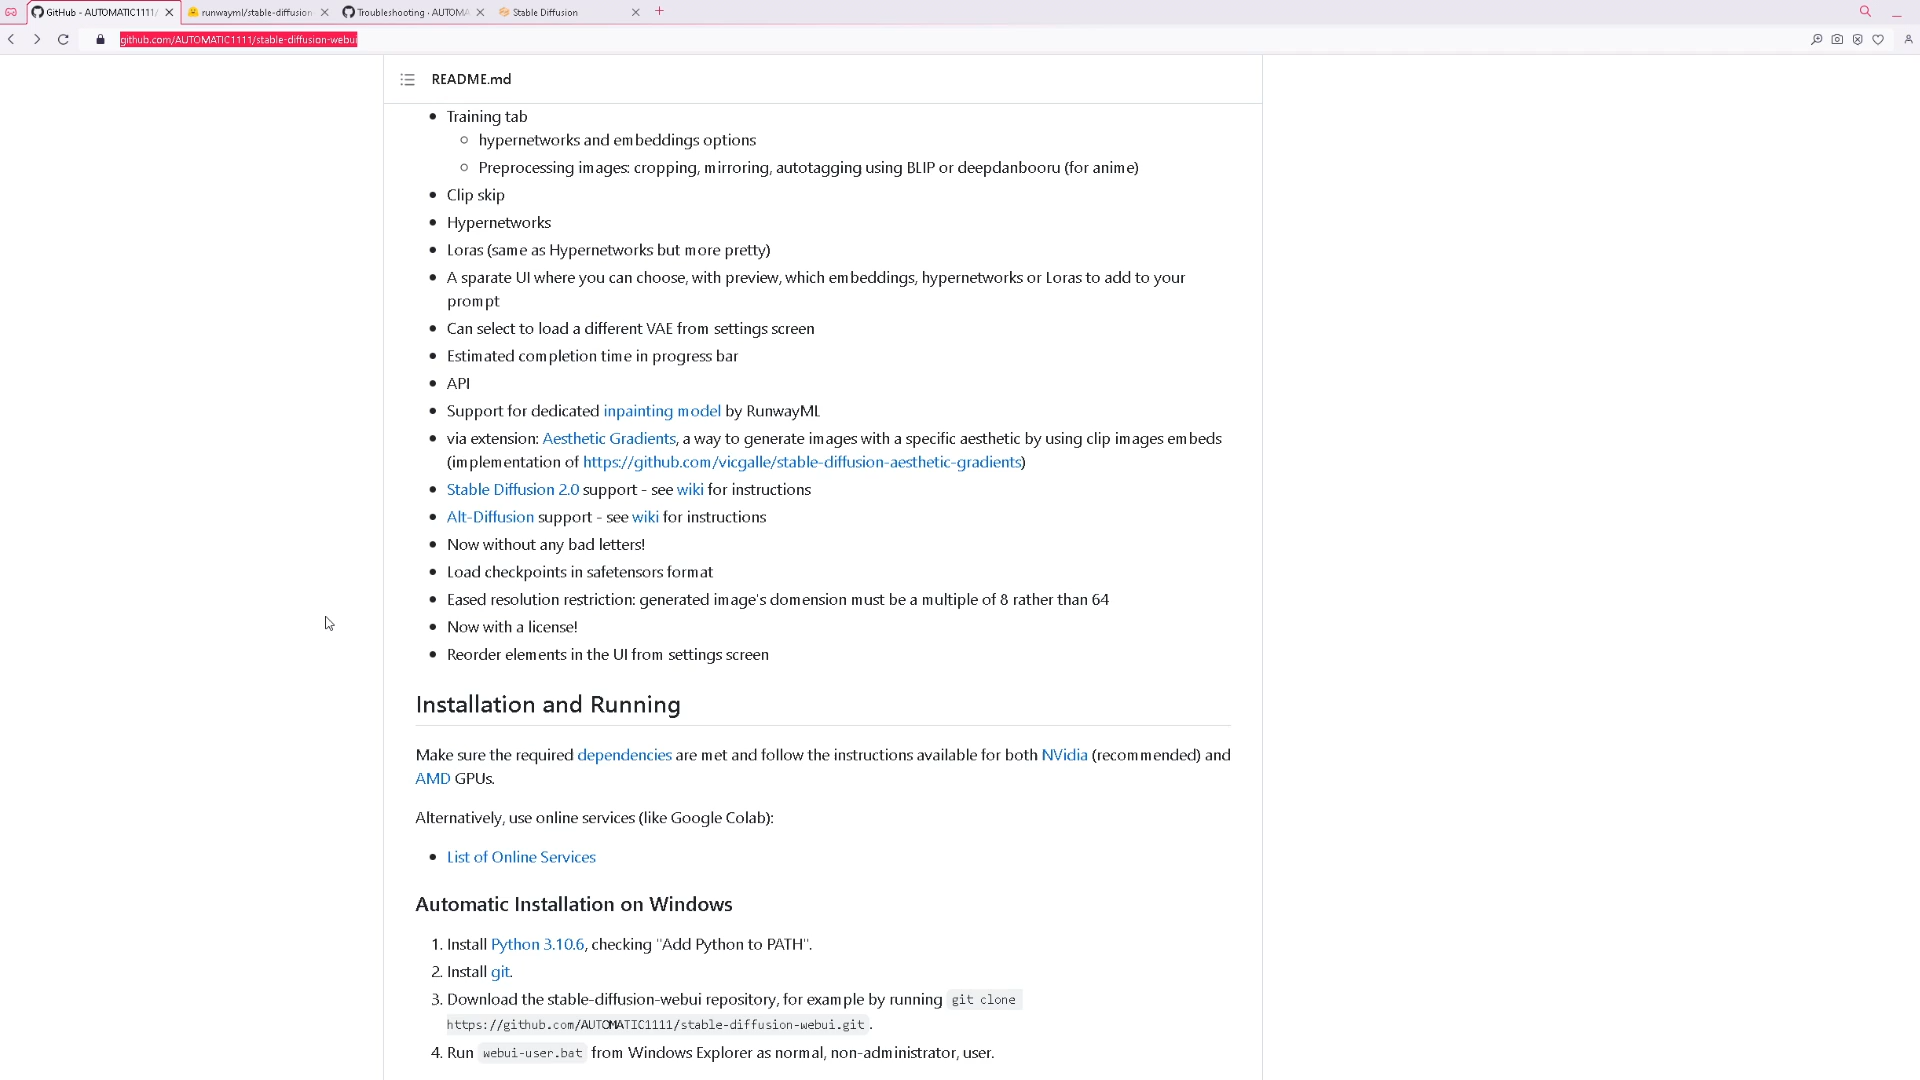 GitHub - AUTOMATIC1111/ runwayml/stable-diffusion Troubleshooting · AUTOMA Stable Diffusion
github.com/AUTOMATIC1111/stable-diffusion-webui
README.md
Training tab
hypernetworks and embeddings options
Preprocessing images: cropping, mirroring, autotagging using BLIP or deepdanbooru (for anime)
Clip skip
Hypernetworks
Loras (same as Hypernetworks but more pretty)
A sparate UI where you can choose, with preview, which embeddings, hypernetworks or Loras to add to your
prompt
Can select to load a different VAE from settings screen
Estimated completion time in progress bar
API
Support for dedicated inpainting model by RunwayML
via extension: Aesthetic Gradients, a way to generate images with a specific aesthetic by using clip images embeds
(implementation of https://github.com/vicgalle/stable-diffusion-aesthetic-gradients)
Stable Diffusion 2.0 support - see wiki for instructions
Alt-Diffusion support - see wiki for instructions
Now without any bad letters!
Load checkpoints in safetensors format
Eased resolution restriction: generated image's domension must be a multiple of 8 rather than 64
Now with a license!
Reorder elements in the UI from settings screen
Installation and Running
Make sure the required dependencies are met and follow the instructions available for both NVidia (recommended) and
AMD GPUs.
Alternatively, use online services (like Google Colab):
List of Online Services
Automatic Installation on Windows
1. Install Python 3.10.6, checking "Add Python to PATH".
2. Install git.
3. Download the stable-diffusion-webui repository, for example by running git clone
https://github.com/AUTOMATIC1111/stable-diffusion-webui.git.
4. Run webui-user.bat from Windows Explorer as normal, non-administrator, user.